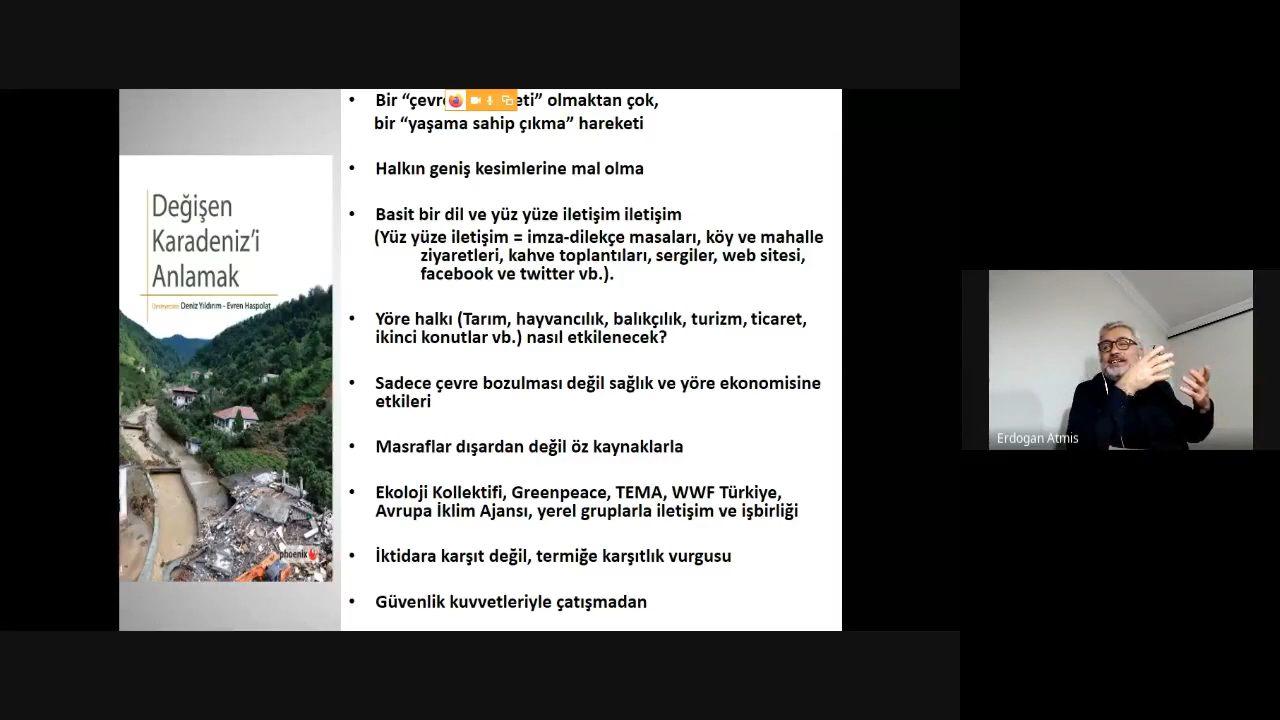 Değişen
Karadeniz'i
Anlamak
Deniz Yıldırım - Evren Haspolat
phoenix
• Bir “çevre eti” olmaktan çok,
bir “yaşama sahip çıkma” hareketi
• Halkın geniş kesimlerine mal olma
• Basit bir dil ve yüz yüze iletişim iletişim
(Yüz yüze iletişim = imza-dilekçe masaları, köy ve mahalle
ziyaretleri, kahve toplantıları, sergiler, web sitesi,
facebook ve twitter vb.).
• Yöre halkı (Tarım, hayvancılık, balıkçılık, turizm, ticaret,
ikinci konutlar vb.) nasıl etkilenecek?
• Sadece çevre bozulması değil sağlık ve yöre ekonomisine
etkileri
• Masraflar dışardan değil öz kaynaklarla
• Ekoloji Kollektifi, Greenpeace, TEMA, WWF Türkiye,
Avrupa İklim Ajansı, yerel gruplarla iletişim ve işbirliği
• İktidara karşıt değil, termiğe karşıtlık vurgusu
• Güvenlik kuvvetleriyle çatışmadan
Erdogan Atmis